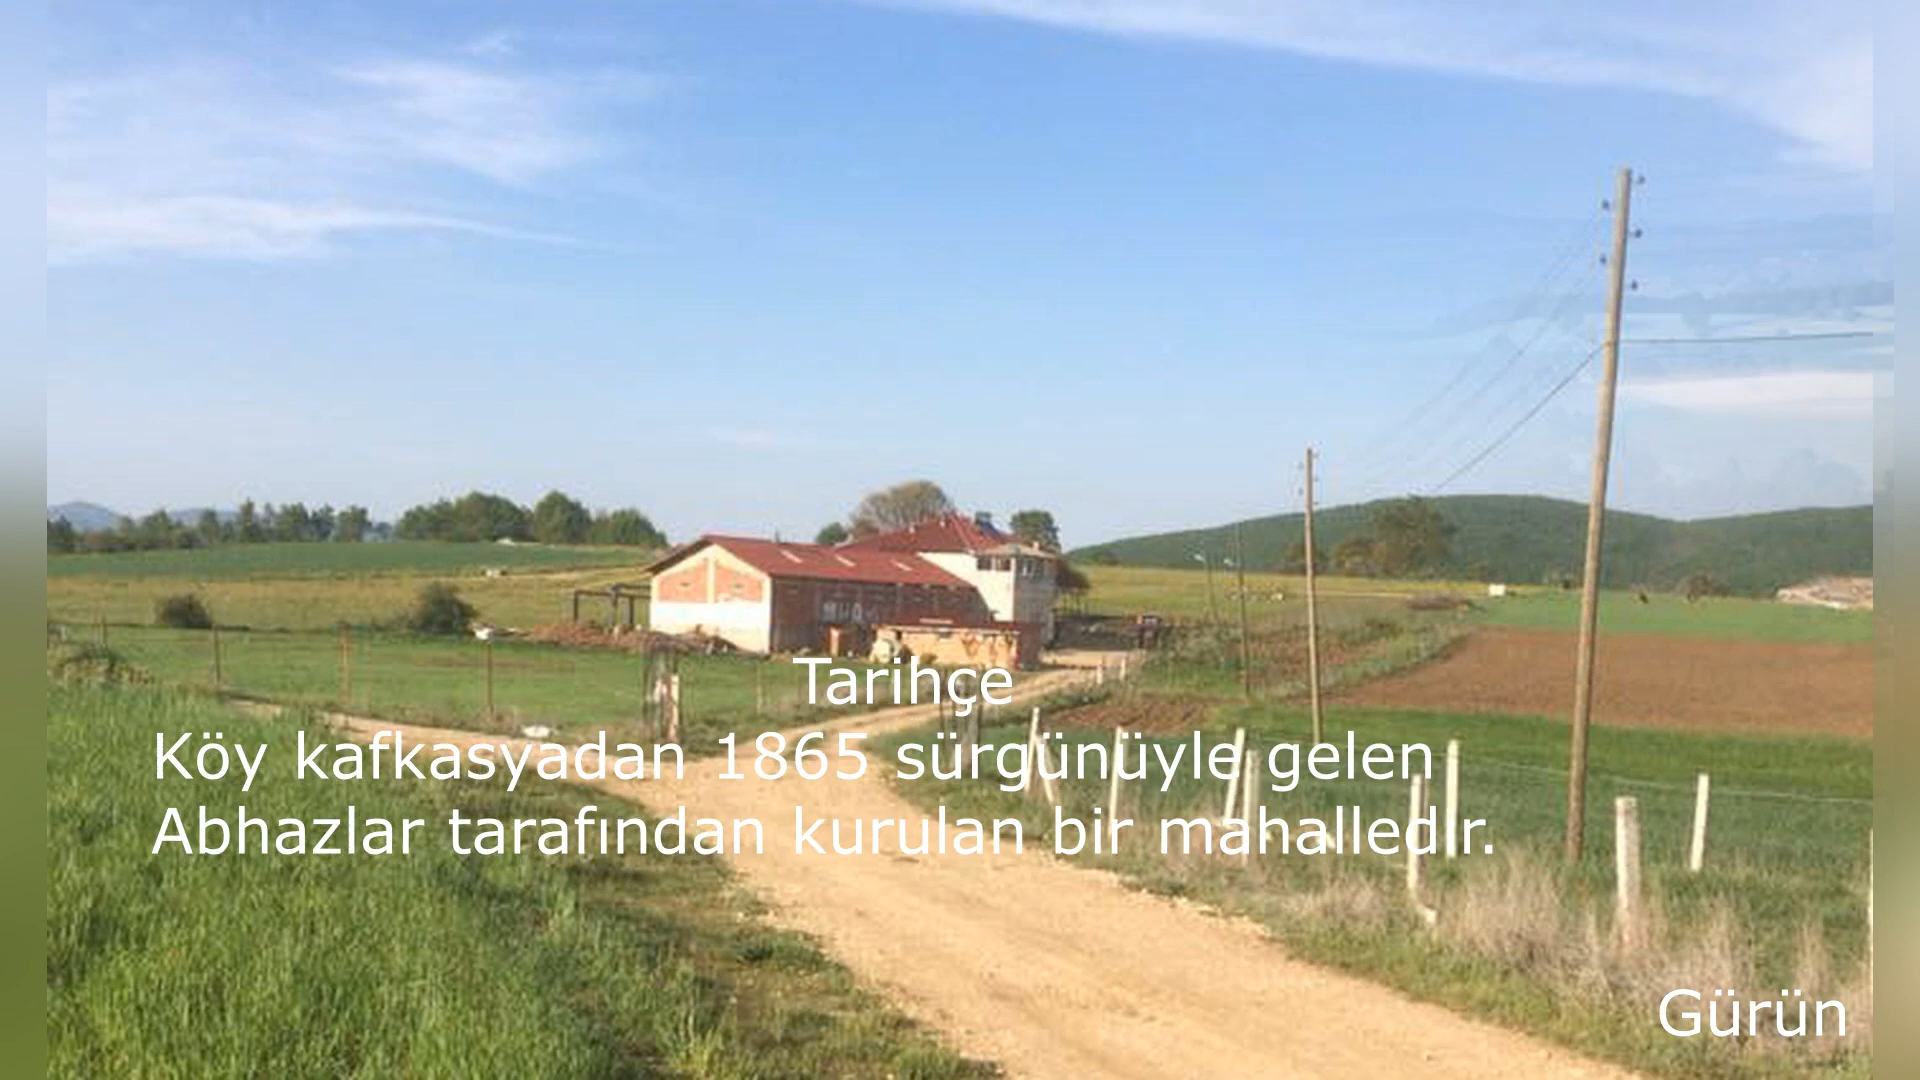 Tarihçe
Köy kafkasyadan 1865 sürgünüyle gelen
Abhazlar tarafından kurulan bir mahalledir.
Gürün